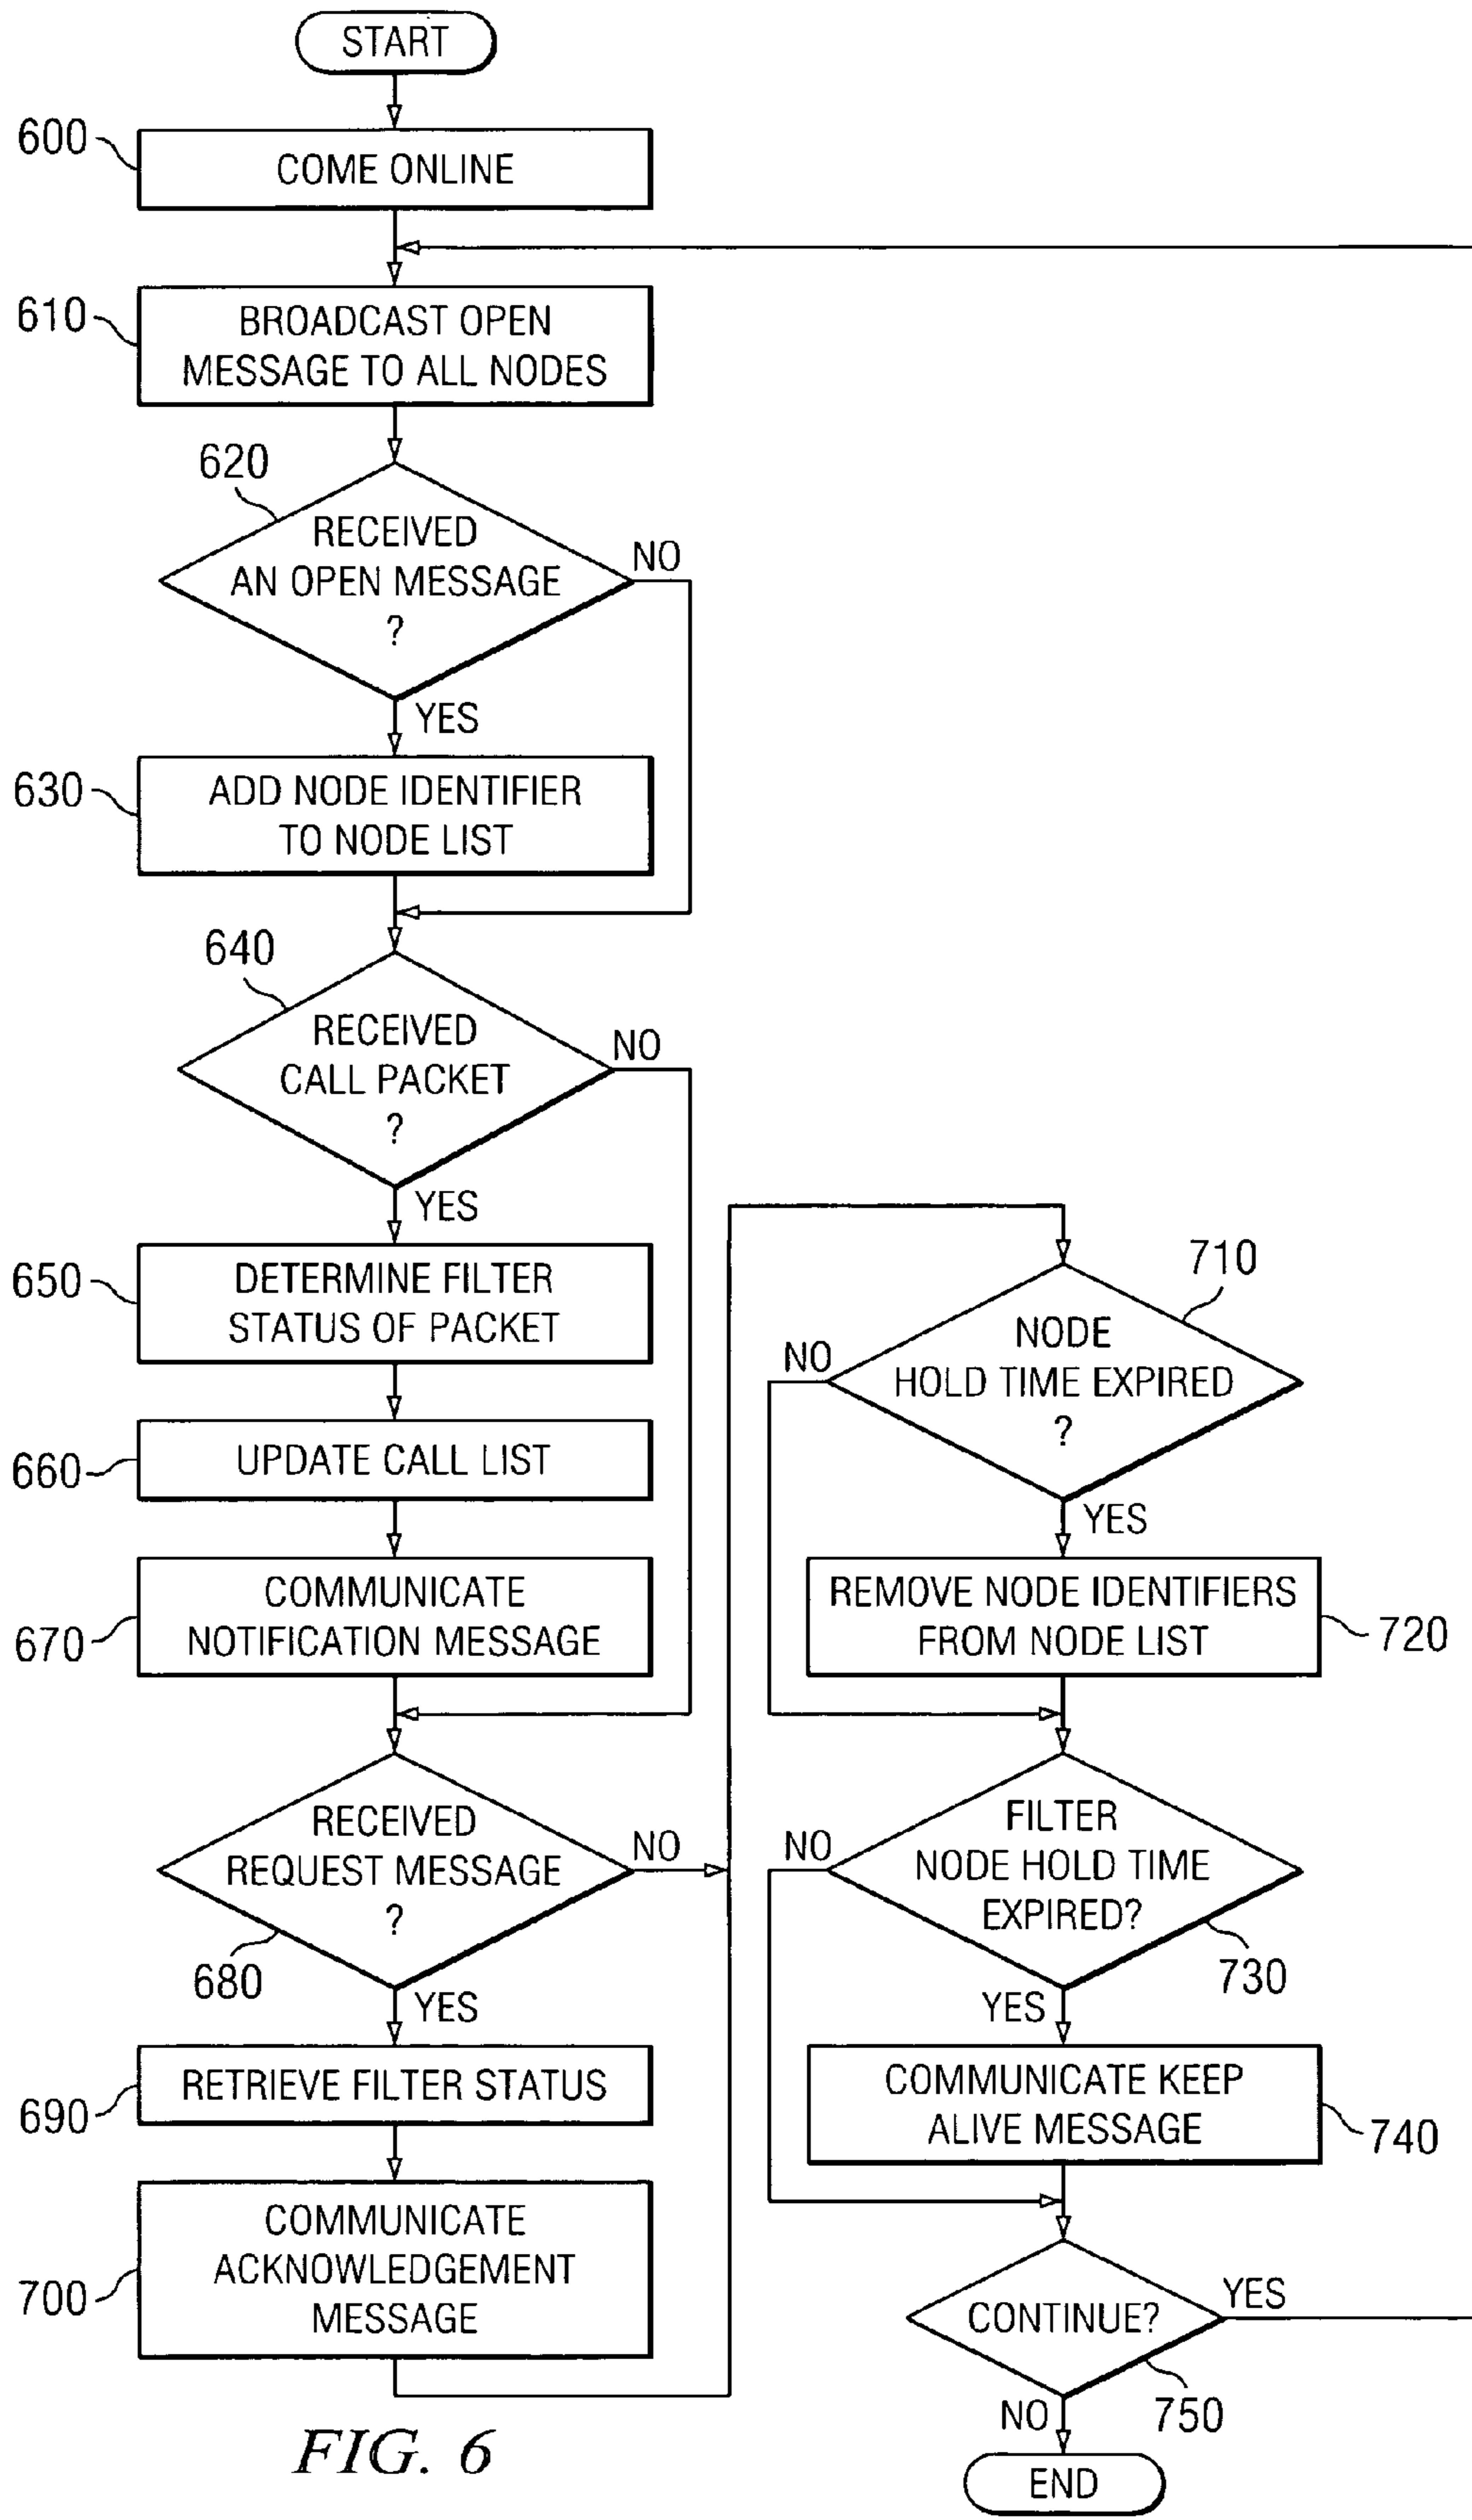 START
600
COME ONLINE
610
BROADCAST OPEN
MESSAGE TO ALL NODES
620
RECEIVED
AN OPEN MESSAGE
?
NO
YES
630
ADD NODE IDENTIFIER
TO NODE LIST
640
RECEIVED
CALL PACKET
?
NO
YES
650
DETERMINE FILTER
STATUS OF PACKET
660
UPDATE CALL LIST
670
COMMUNICATE
NOTIFICATION MESSAGE
RECEIVED
REQUEST MESSAGE
?
NO
680
YES
690
RETRIEVE FILTER STATUS
700
COMMUNICATE
ACKNOWLEDGEMENT
MESSAGE
710
NODE
HOLD TIME EXPIRED
?
NO
YES
REMOVE NODE IDENTIFIERS
FROM NODE LIST
720
FILTER
NODE HOLD TIME
EXPIRED?
NO
730
YES
COMMUNICATE KEEP
ALIVE MESSAGE
740
CONTINUE?
YES
750
NO
END
FIG. 6